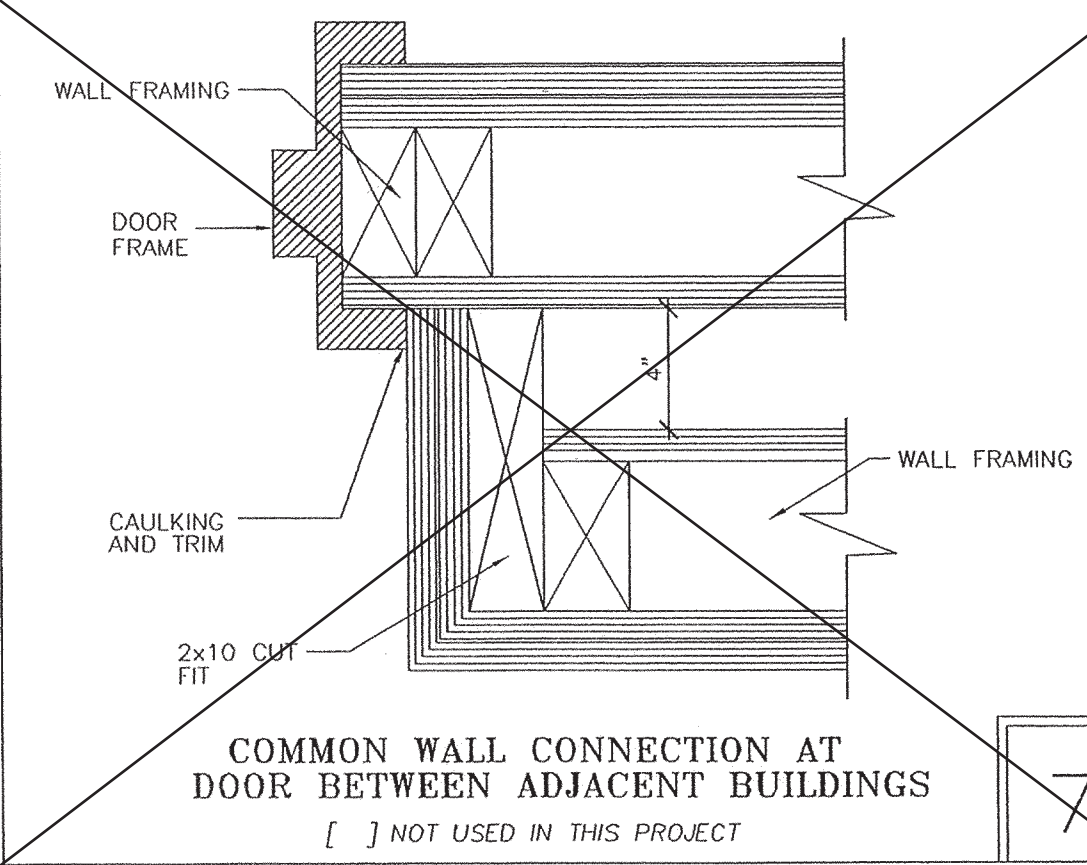 WALL FRAMING
DOOR
FRAME
4"
WALL FRAMING
CAULKING
AND TRIM
2x10 CUT
FIT
COMMON WALL CONNECTION AT
DOOR BETWEEN ADJACENT BUILDINGS
[ ] NOT USED IN THIS PROJECT